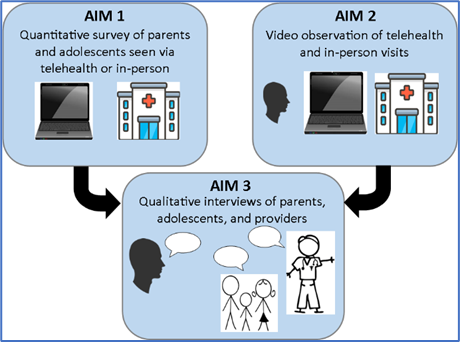 AIM 1
Quantitative survey of parents
and adolescents seen via
telehealth or in-person
AIM 2
Video observation of telehealth
and in-person visits
AIM 3
Qualitative interviews of parents,
adolescents, and providers